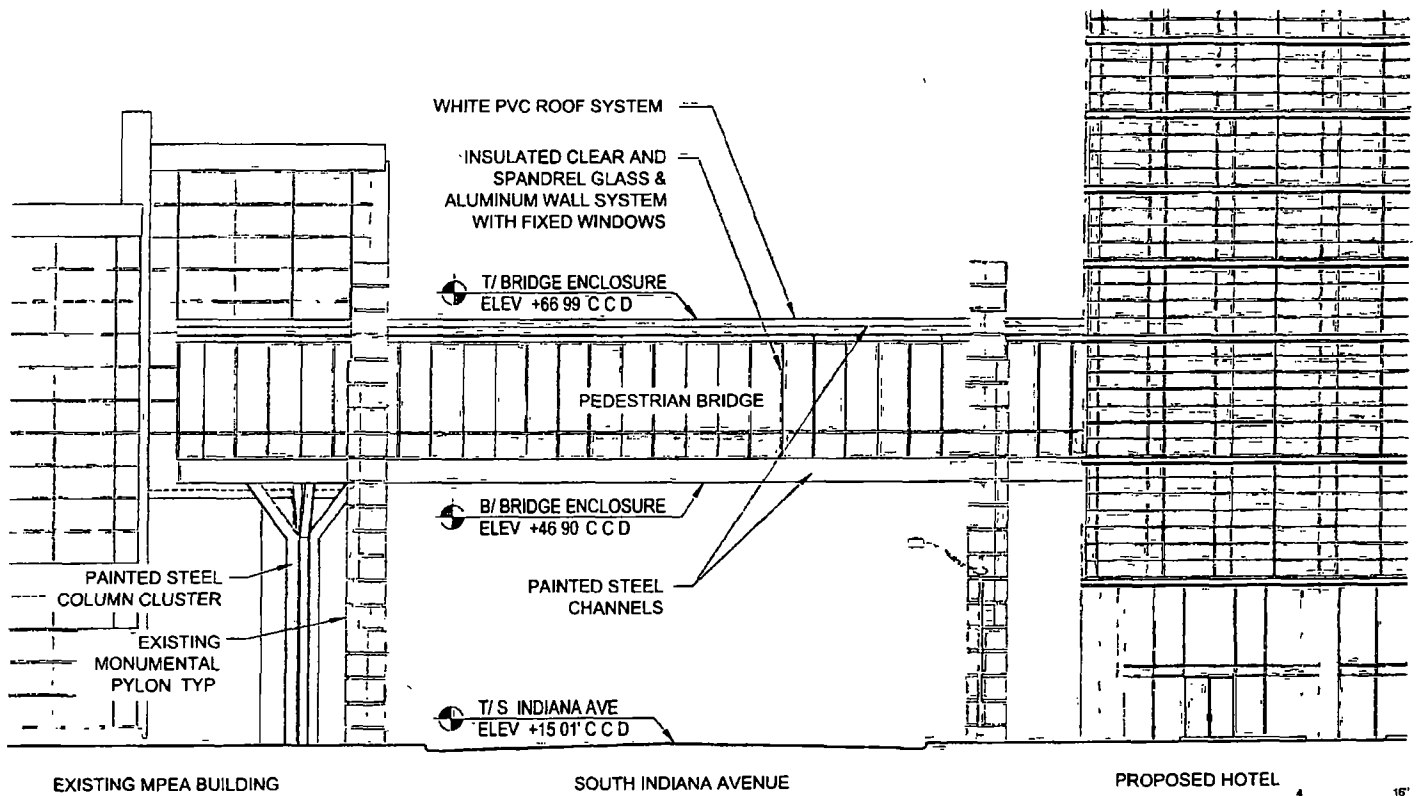 WHITE PVC ROOF SYSTEM
INSULATED CLEAR AND
SPANDREL GLASS &
ALUMINUM WALL SYSTEM
WITH FIXED WINDOWS
T/ BRIDGE ENCLOSURE
ELEV +66 99 C C D
PEDESTRIAN BRIDGE
B/ BRIDGE ENCLOSURE
ELEV +46 90 C C D
PAINTED STEEL
COLUMN CLUSTER
PAINTED STEEL
CHANNELS
EXISTING
MONUMENTAL
PYLON TYP
T/ S INDIANA AVE
ELEV +15 01' C C D
EXISTING MPEA BUILDING
SOUTH INDIANA AVENUE
PROPOSED HOTEL
4
16'